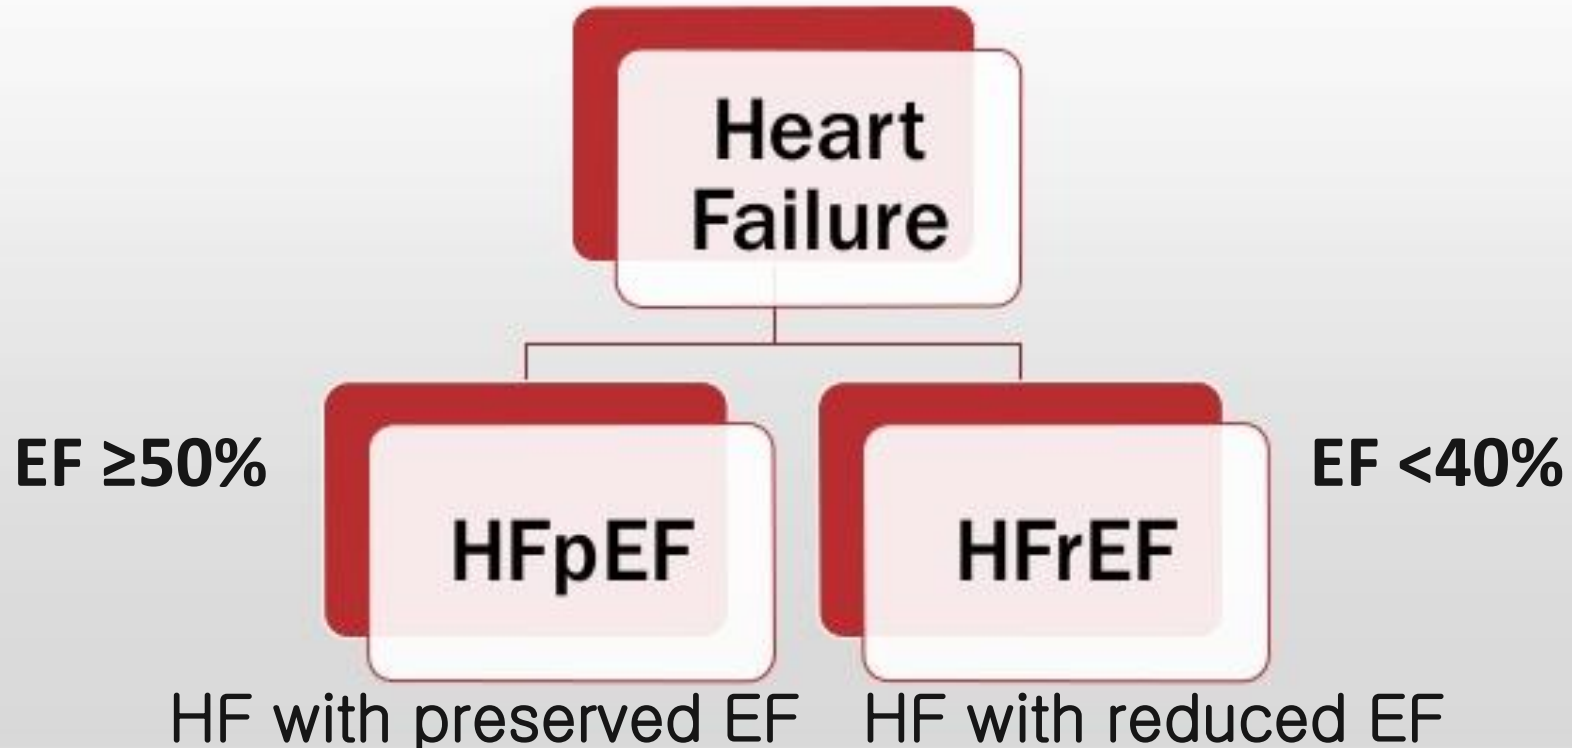 Heart
Failure
EF ≥50%
HFpEF
HFrEF
EF <40%
HF with preserved EF
HF with reduced EF